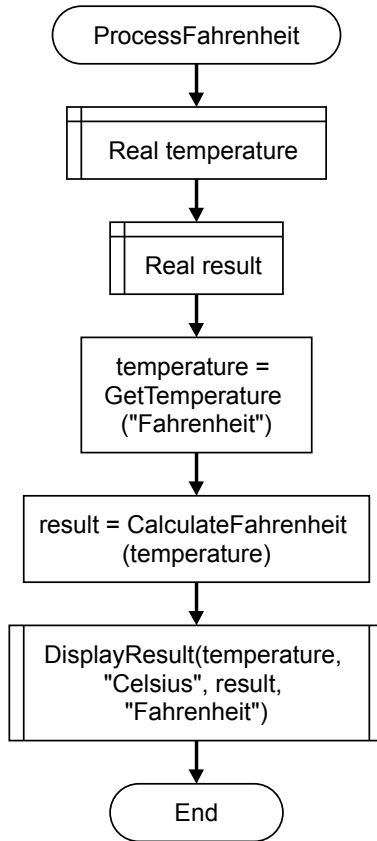 ProcessFahrenheit
Real temperature
Real result
temperature =
GetTemperature
("Fahrenheit")
result = CalculateFahrenheit
(temperature)
DisplayResult(temperature,
"Celsius", result,
"Fahrenheit")
End